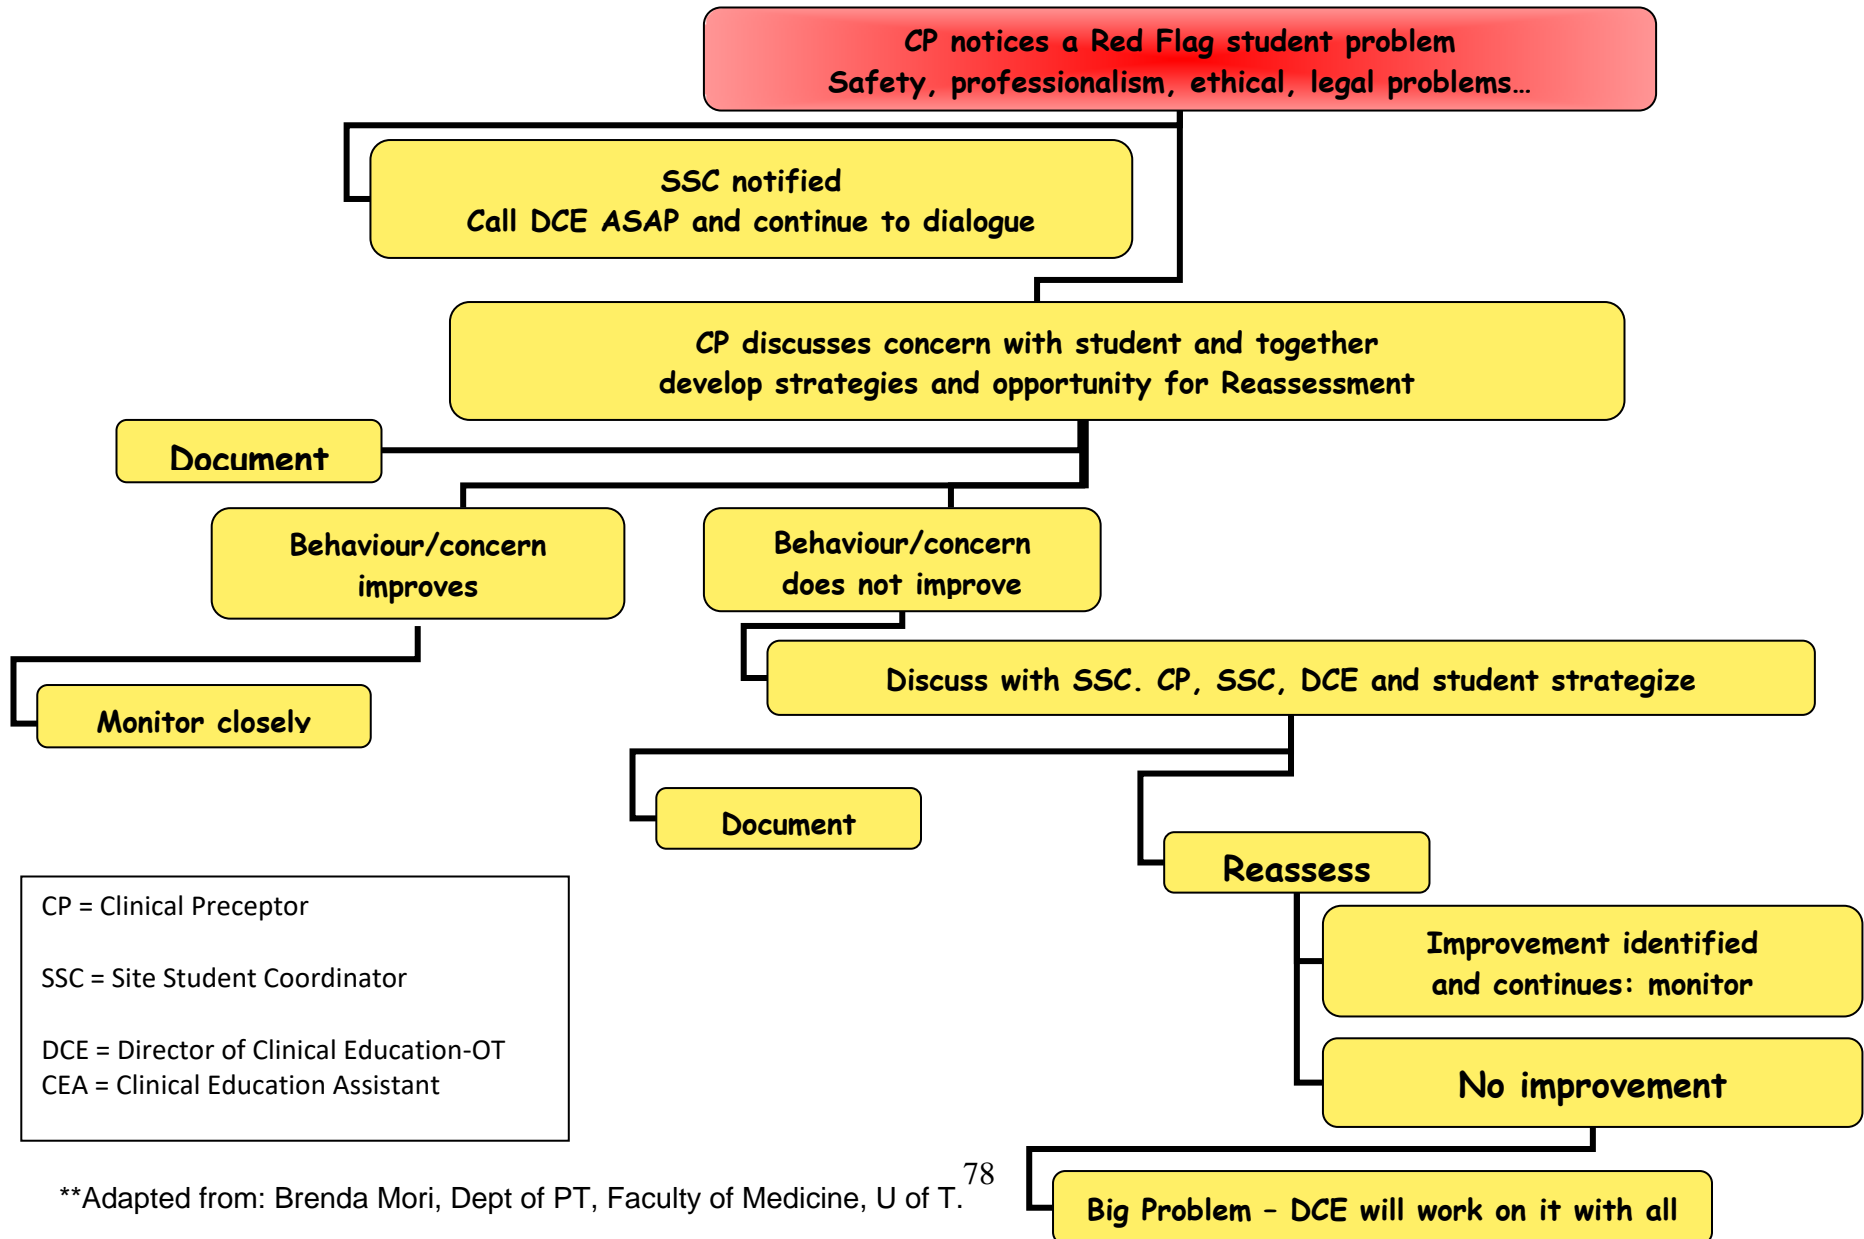 CP notices a Red Flag student problem
Safety, professionalism, ethical, legal problems…
SSC notified
Call DCE ASAP and continue to dialogue
CP discusses concern with student and together
develop strategies and opportunity for Reassessment
Document
Behaviour/concern
improves
Behaviour/concern
does not improve
Discuss with SSC. CP, SSC, DCE and student strategize
Monitor closely
Document
Reassess
Improvement identified
and continues: monitor
No improvement
Big Problem – DCE will work on it with all
CP = Clinical Preceptor
SSC = Site Student Coordinator
DCE = Director of Clinical Education-OT
CEA = Clinical Education Assistant
**Adapted from: Brenda Mori, Dept of PT, Faculty of Medicine, U of T.
78